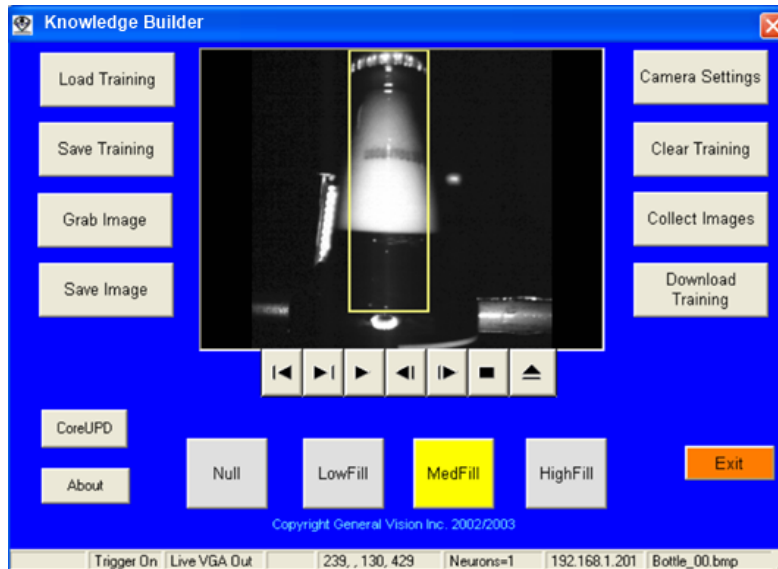 Knowledge Builder
Load Training
Camera Settings
Save Training
Clear Training
Grab Image
Collect Images
Save Image
Download
Training
CoreUPD
About
Null
LowFill
MedFill
HighFill
Exit
Copyright General Vision Inc. 2002/2003
Trigger On
Live VGA Out
239, , 130, 429
Neurons=1
192.168.1.201
Bottle_00.bmp